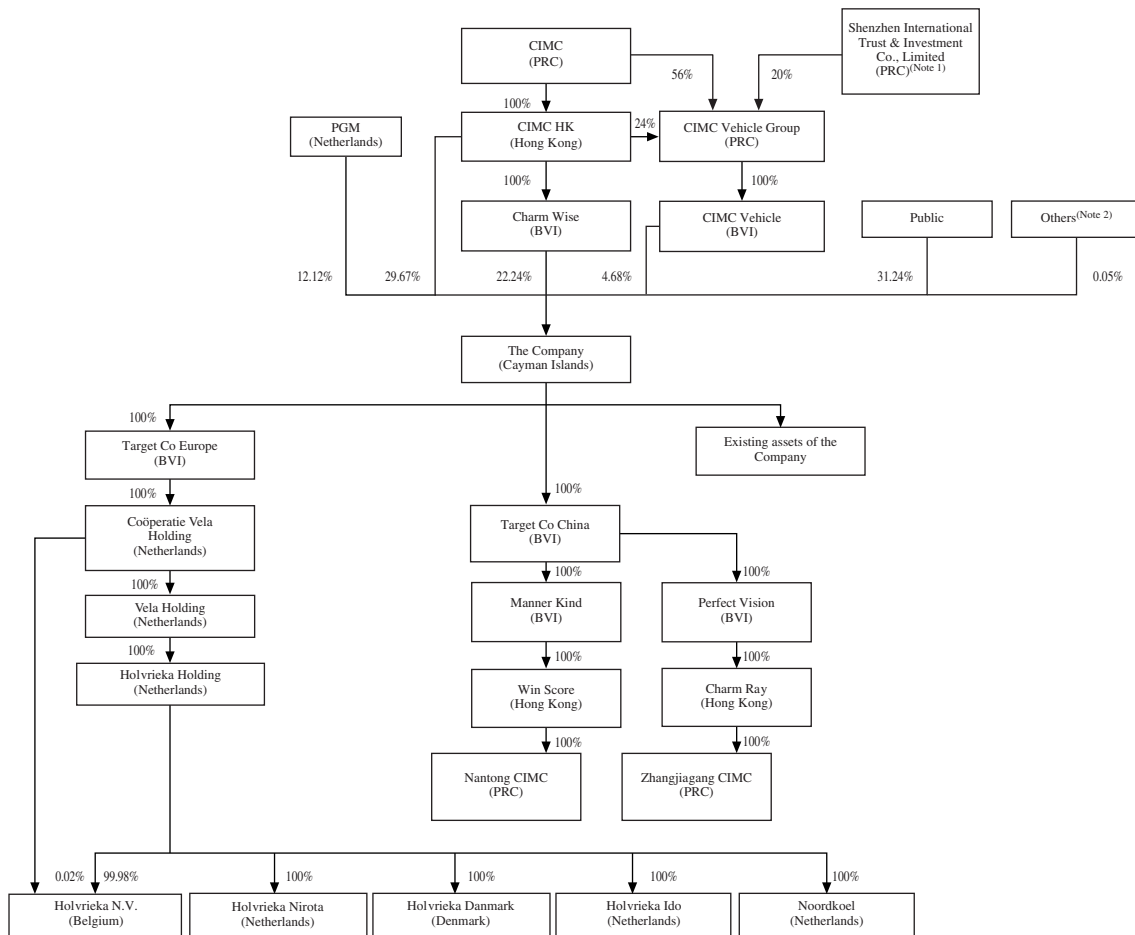 CIMC
(PRC)
Shenzhen International
Trust & Investment
Co., Limited
(PRC)(Note 1)
56%
20%
100%
PGM
(Netherlands)
CIMC HK
(Hong Kong)
24%
CIMC Vehicle Group
(PRC)
100%
100%
Charm Wise
(BVI)
CIMC Vehicle
(BVI)
Public
Others(Note 2)
12.12%
29.67%
22.24%
4.68%
31.24%
0.05%
The Company
(Cayman Islands)
100%
Target Co Europe
(BVI)
Existing assets of the
Company
100%
100%
Coöperatie Vela
Holding
(Netherlands)
Target Co China
(BVI)
100%
100%
100%
Vela Holding
(Netherlands)
Manner Kind
(BVI)
Perfect Vision
(BVI)
100%
100%
100%
Holvrieka Holding
(Netherlands)
Win Score
(Hong Kong)
Charm Ray
(Hong Kong)
100%
100%
Nantong CIMC
(PRC)
Zhangjiagang CIMC
(PRC)
0.02%
99.98%
100%
100%
100%
100%
Holvrieka N.V.
(Belgium)
Holvrieka Nirota
(Netherlands)
Holvrieka Danmark
(Denmark)
Holvrieka Ido
(Netherlands)
Noordkoel
(Netherlands)